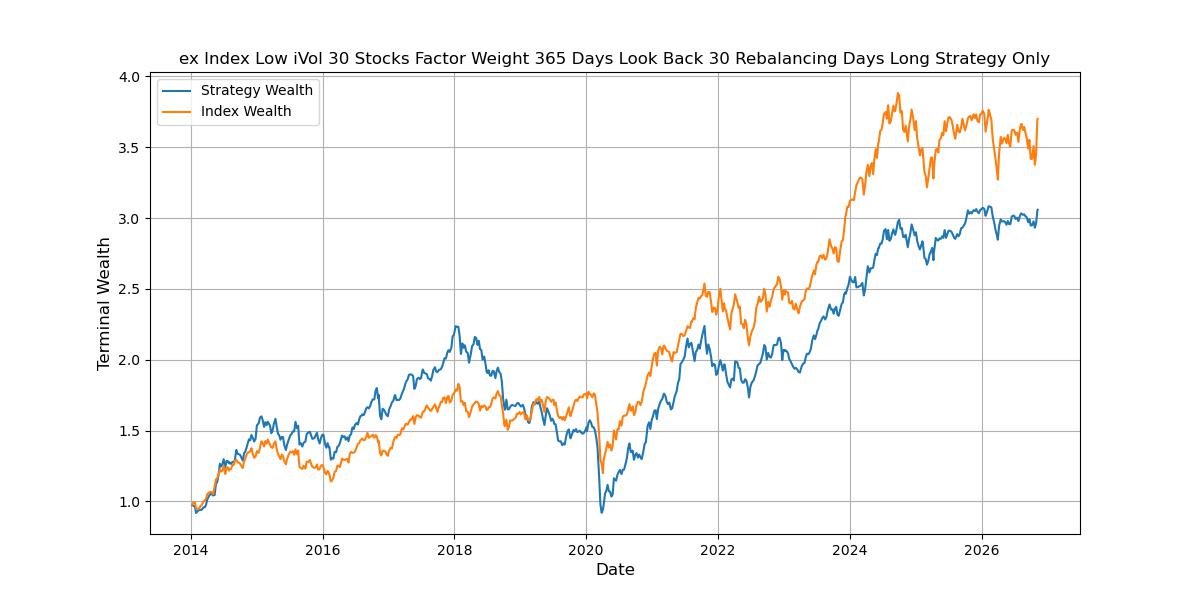 ex Index Low iVol 30 Stocks Factor Weight 365 Days Look Back 30 Rebalancing Days Long Strategy Only
Strategy Wealth
Index Wealth
Terminal Wealth
4.0
3.5
3.0
2.5
2.0
1.5
1.0
2014 2016 2018 2020 2022 2024 2026
Date